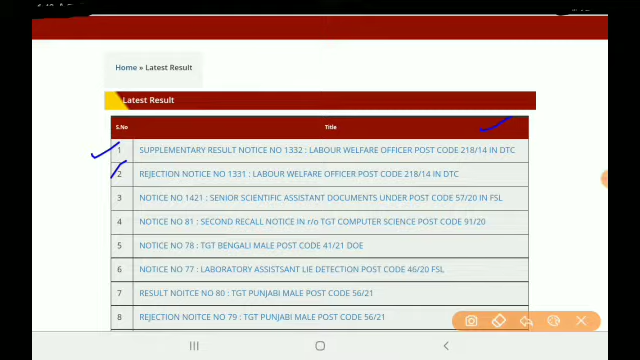 Home » Latest Result
Latest Result
S.No Title
1 SUPPLEMENTARY RESULT NOTICE NO 1332 : LABOUR WELFARE OFFICER POST CODE 218/14 IN DTC
2 REJECTION NOTICE NO 1331 : LABOUR WELFARE OFFICER POST CODE 218/14 IN DTC
3 NOTICE NO 1421 : SENIOR SCIENTIFIC ASSISTANT DOCUMENTS UNDER POST CODE 57/20 IN FSL
4 NOTICE NO 81 : SECOND RECALL NOTICE IN r/o TGT COMPUTER SCIENCE POST CODE 91/20
5 NOTICE NO 78 : TGT BENGALI MALE POST CODE 41/21 DOE
6 NOTICE NO 77 : LABORATORY ASSISTSANT LIE DETECTION POST CODE 46/20 FSL
7 RESULT NOITCE NO 80 : TGT PUNJABI MALE POST CODE 56/21
8 REJECTION NOITCE NO 79 : TGT PUNJABI MALE POST CODE 56/21